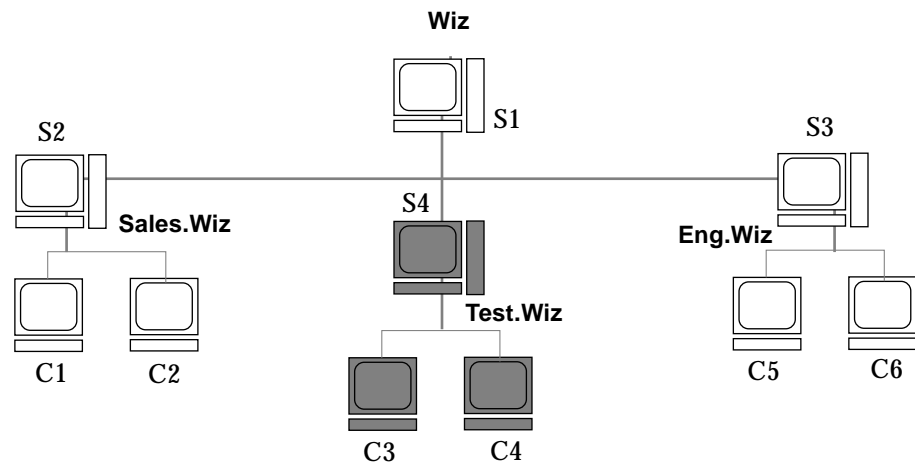 Wiz
S1
S2
S3
S4
Sales.Wiz
Eng.Wiz
Test.Wiz
C1
C2
C5
C6
C3
C4